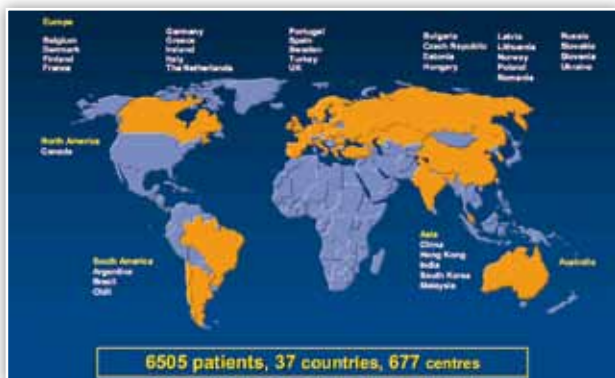 Europe
Belgium
Denmark
Finland
France
Germany
Greece
Ireland
Italy
The Netherlands
Portugal
Spain
Sweden
Turkey
UK
Bulgaria
Czech Republic
Estonia
Hungary
Latvia
Lithuania
Norway
Poland
Romania
Russia
Slovakia
Slovenia
Ukraine
North America
Canada
South America
Argentina
Brasil
Chili
Asia
China
Hong Kong
India
South Korea
Malaysia
Australia
6505 patients, 37 countries, 677 centres